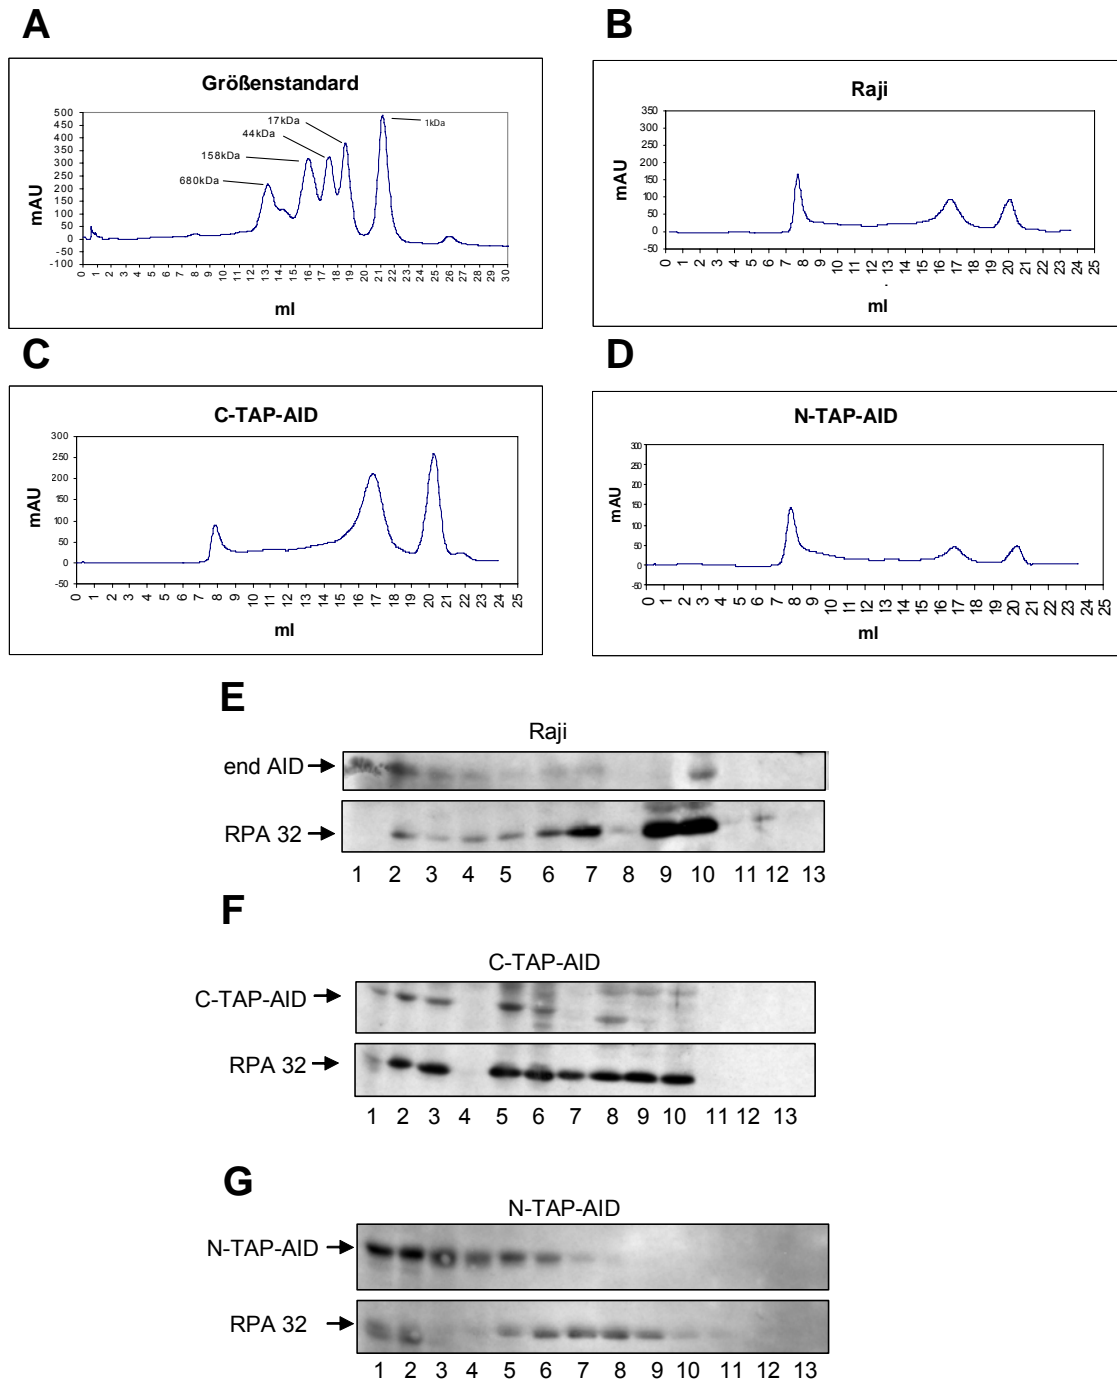 A
Größenstandard
mAU
500
450
400
350
300
250
200
150
100
50
0
-50
-100
680kDa
158kDa
44kDa
17kDa
1kDa
0 1 2 3 4 5 6 7 8 9 10 11 12 13 14 15 16 17 18 19 20 21 22 23 24 25 26 27 28 29 30
ml
B
Raji
mAU
350
300
250
200
150
100
50
0
-50
0 1 2 3 4 5 6 7 8 9 10 11 12 13 14 15 16 17 18 19 20 21 22 23 24 25
ml
C
C-TAP-AID
mAU
300
250
200
150
100
50
0
-50
0 1 2 3 4 5 6 7 8 9 10 11 12 13 14 15 16 17 18 19 20 21 22 23 24 25
ml
D
N-TAP-AID
mAU
300
250
200
150
100
50
0
-50
0 1 2 3 4 5 6 7 8 9 10 11 12 13 14 15 16 17 18 19 20 21 22 23 24 25
ml
E
Raji
end AID
RPA 32
1 2 3 4 5 6 7 8 9 10 11 12 13
F
C-TAP-AID
C-TAP-AID
RPA 32
1 2 3 4 5 6 7 8 9 10 11 12 13
G
N-TAP-AID
N-TAP-AID
RPA 32
1 2 3 4 5 6 7 8 9 10 11 12 13